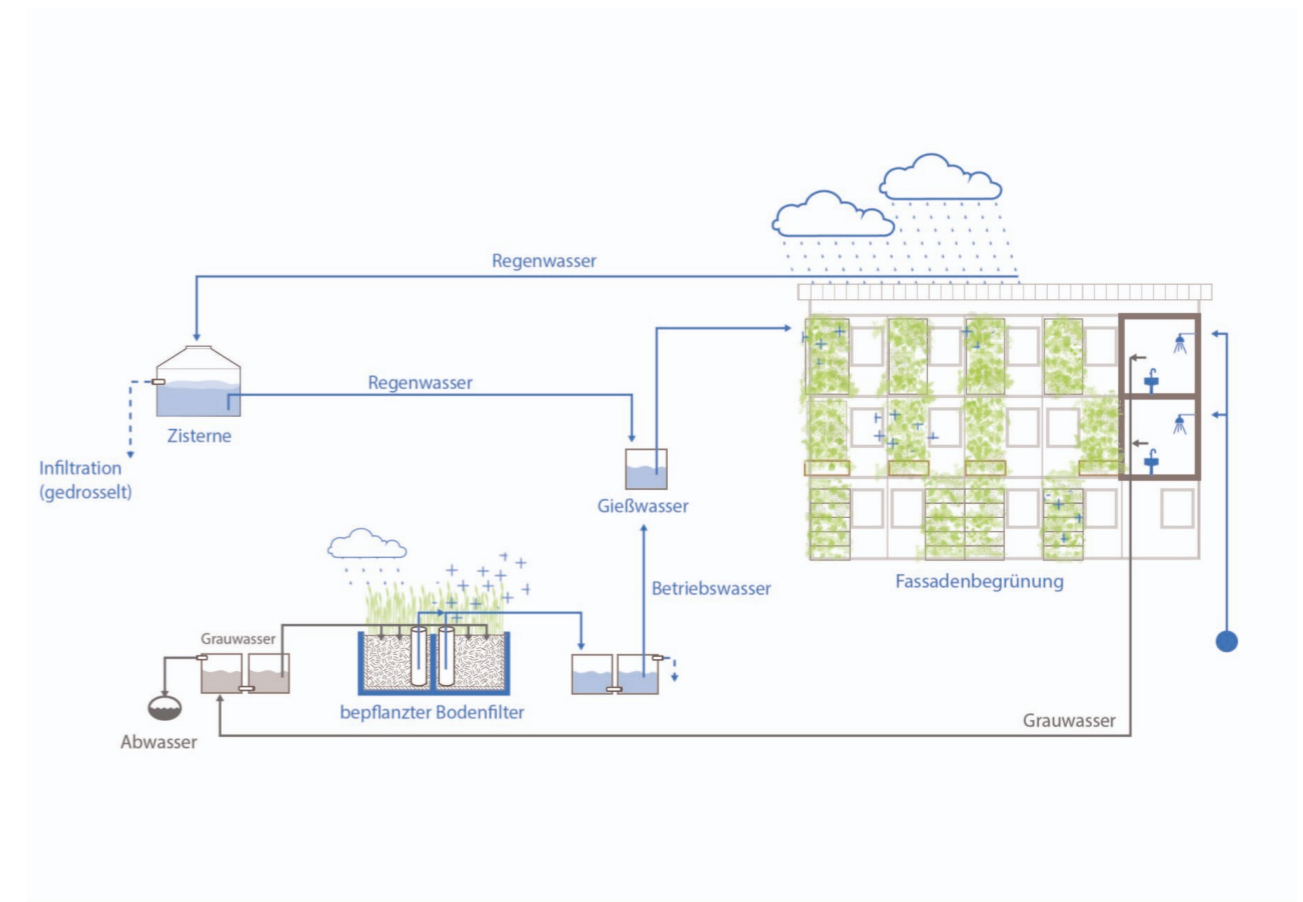 Regenwasser
Regenwasser
Zisterne
Infiltration
(gedrosselt)
Gießwasser
Betriebswasser
Fassadenbegrünung
Grauwasser
bepflanzter Bodenfilter
Grauwasser
Abwasser